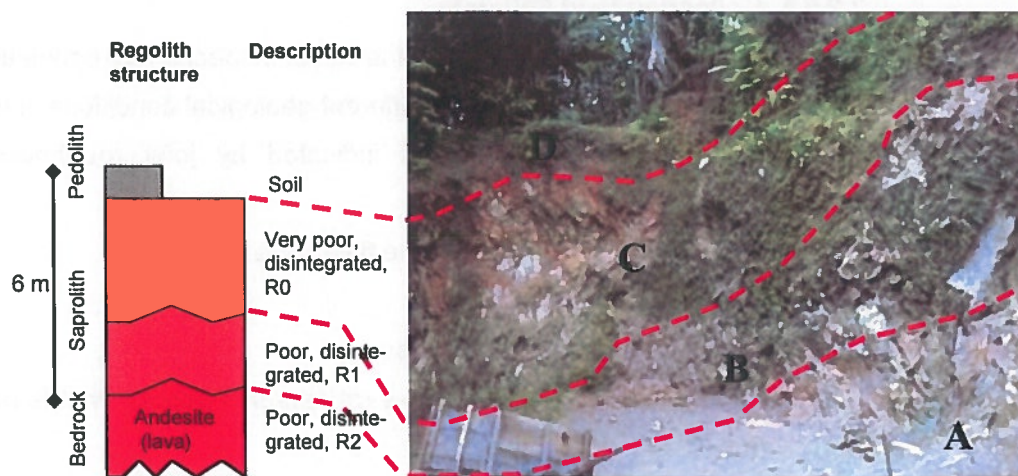 Regolith
structure
Description
Pedolith
Saprolith
Bedrock
6 m
Soil
Very poor,
disintegrated,
R0
Poor, disinte-
grated, R1
Andesite
(lava)
Poor, disinte-
grated, R2
D
C
B
A